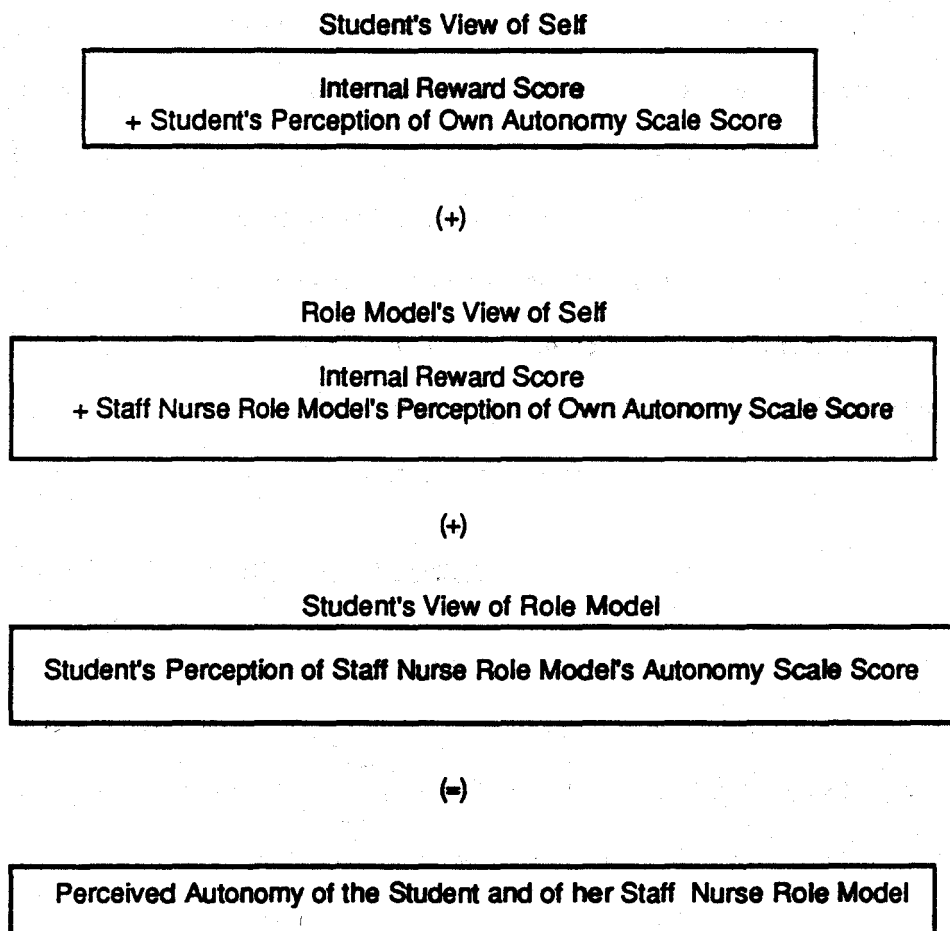 Student's View of Self
Internal Reward Score
+ Student's Perception of Own Autonomy Scale Score
(+)
Role Model's View of Self
Internal Reward Score
+ Staff Nurse Role Model's Perception of Own Autonomy Scale Score
(+)
Student's View of Role Model
Student's Perception of Staff Nurse Role Model's Autonomy Scale Score
(=)
Perceived Autonomy of the Student and of her Staff Nurse Role Model